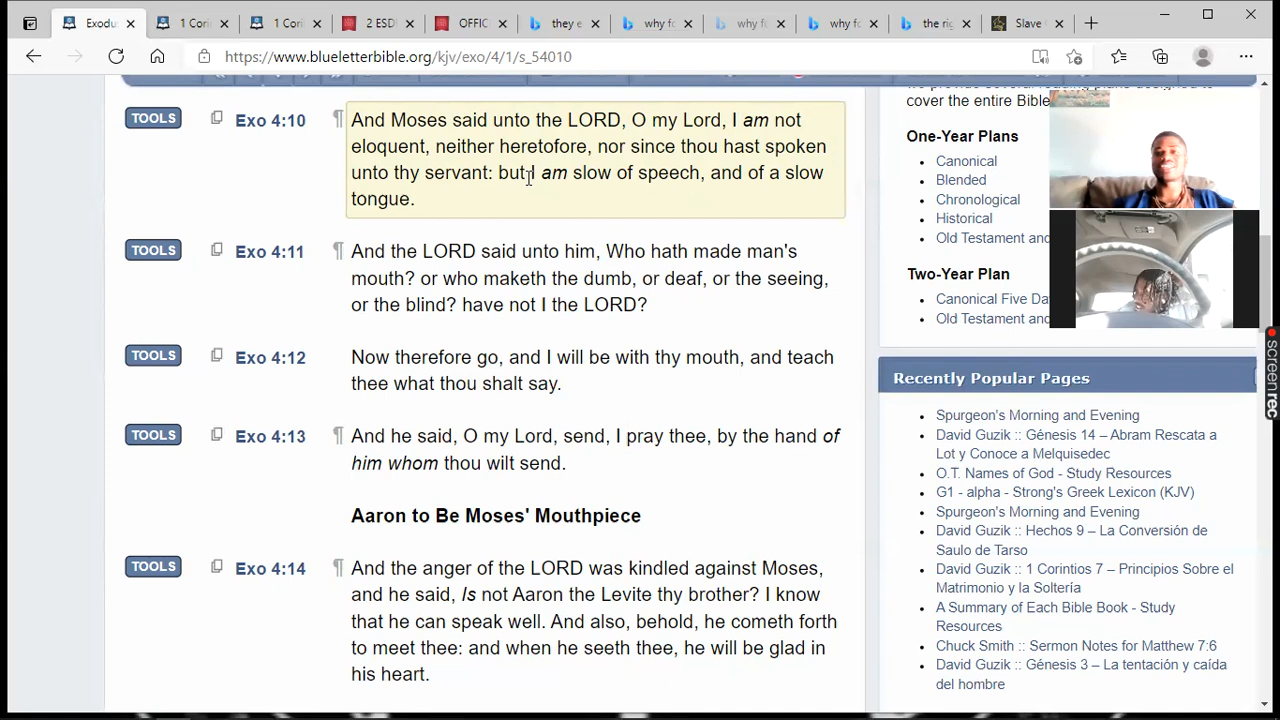 Exodu
1 Corin
1 Cori
2 ESD
OFFIC
they e
why fo
why fo
why fo
the rig
Slave
https://www.blueletterbible.org/kjv/exo/4/1/s_54010
TOOLS
Exo 4:10
¶ And Moses said unto the LORD, O my Lord, I am not
eloquent, neither heretofore, nor since thou hast spoken
unto thy servant: but I am slow of speech, and of a slow
tongue.
TOOLS
Exo 4:11
¶ And the LORD said unto him, Who hath made man's
mouth? or who maketh the dumb, or deaf, or the seeing,
or the blind? have not I the LORD?
TOOLS
Exo 4:12
Now therefore go, and I will be with thy mouth, and teach
thee what thou shalt say.
TOOLS
Exo 4:13
¶ And he said, O my Lord, send, I pray thee, by the hand of
him whom thou wilt send.
Aaron to Be Moses' Mouthpiece
TOOLS
Exo 4:14
¶ And the anger of the LORD was kindled against Moses,
and he said, Is not Aaron the Levite thy brother? I know
that he can speak well. And also, behold, he cometh forth
to meet thee: and when he seeth thee, he will be glad in
his heart.
cover the entire Bible
One-Year Plans
Canonical
Blended
Chronological
Historical
Old Testament and
Two-Year Plan
Canonical Five Da
Old Testament and
Recently Popular Pages
Spurgeon's Morning and Evening
David Guzik :: Génesis 14 – Abram Rescata a
Lot y Conoce a Melquisedec
O.T. Names of God - Study Resources
G1 - alpha - Strong's Greek Lexicon (KJV)
Spurgeon's Morning and Evening
David Guzik :: Hechos 9 – La Conversión de
Saulo de Tarso
David Guzik :: 1 Corintios 7 – Principios Sobre el
Matrimonio y la Soltería
A Summary of Each Bible Book - Study
Resources
Chuck Smith :: Sermon Notes for Matthew 7:6
David Guzik :: Génesis 3 – La tentación y caída
del hombre
screenrec